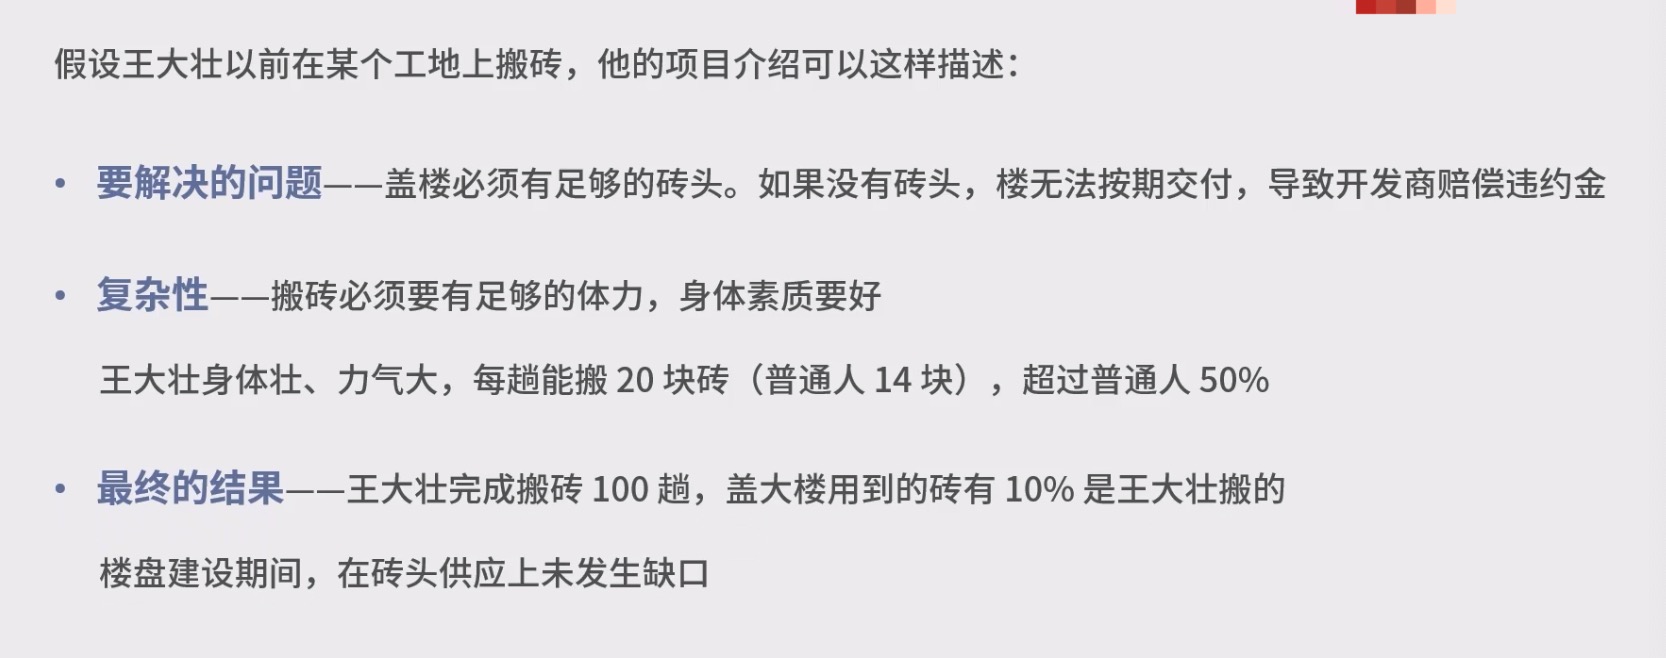 假设王大壮以前在某个工地上搬砖，他的项目介绍可以这样描述：
• 要解决的问题——盖楼必须有足够的砖头。如果没有砖头，楼无法按期交付，导致开发商赔偿违约金
• 复杂性——搬砖必须要有足够的体力，身体素质要好
王大壮身体壮、力气大，每趟能搬 20 块砖（普通人 14 块），超过普通人 50%
• 最终的结果——王大壮完成搬砖 100 趟，盖大楼用到的砖有 10% 是王大壮搬的
楼盘建设期间，在砖头供应上未发生缺口